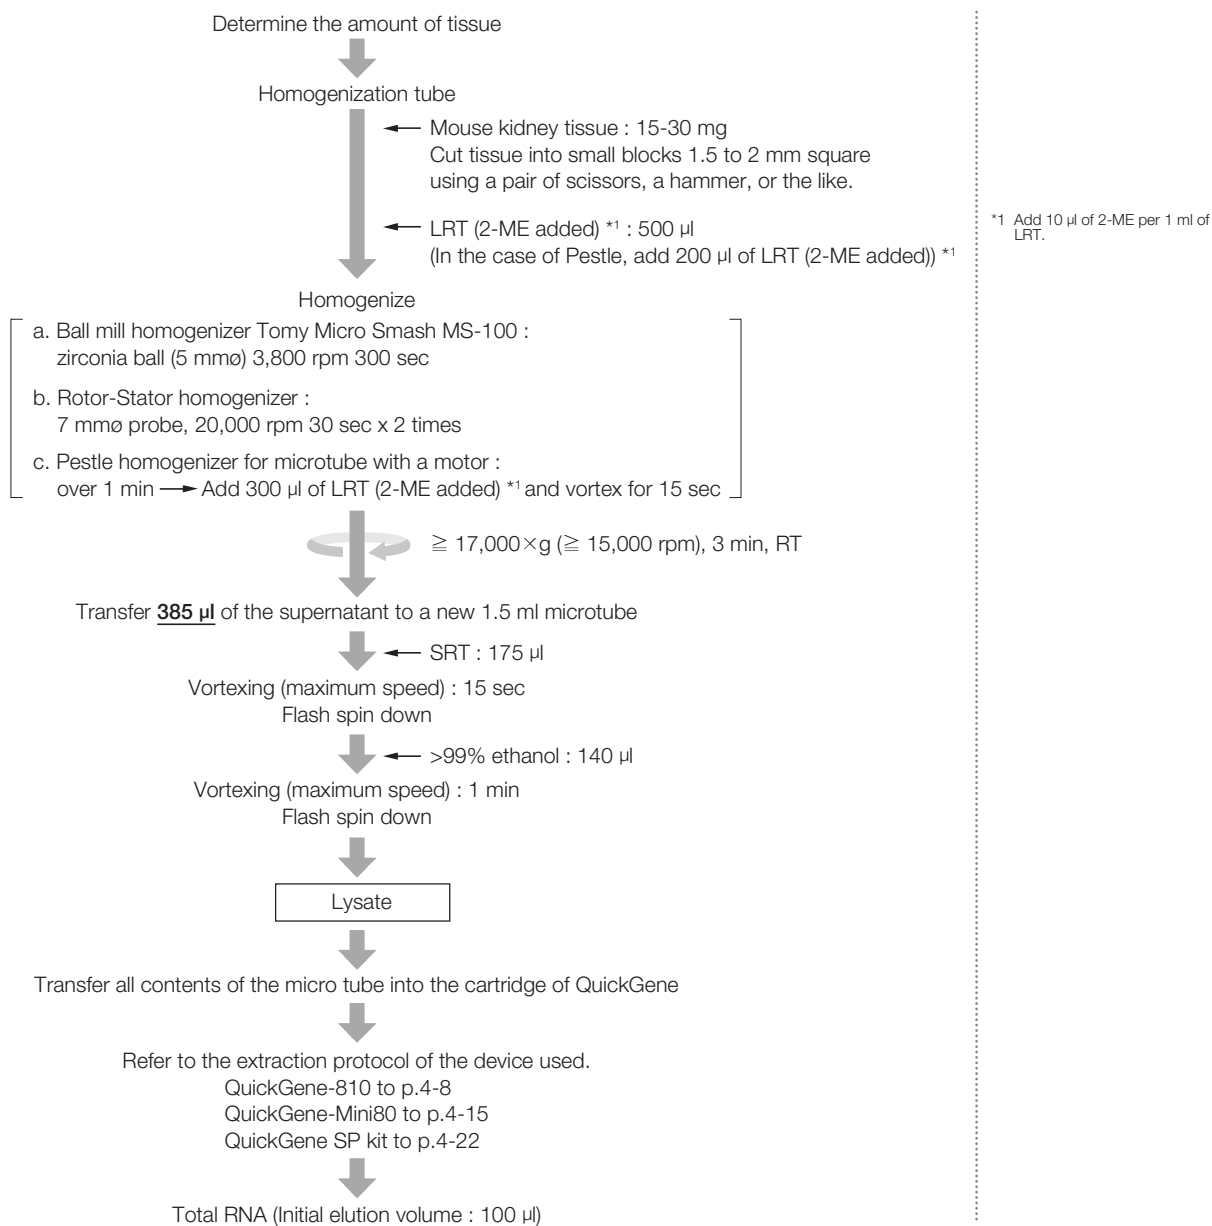 Determine the amount of tissue
Homogenization tube
Mouse kidney tissue : 15-30 mg
Cut tissue into small blocks 1.5 to 2 mm square
using a pair of scissors, a hammer, or the like.
LRT (2-ME added) *1 : 500 µl
(In the case of Pestle, add 200 µl of LRT (2-ME added)) *1
*1 Add 10 µl of 2-ME per 1 ml of
LRT.
Homogenize
a. Ball mill homogenizer Tomy Micro Smash MS-100 :
zirconia ball (5 mmø) 3,800 rpm 300 sec
b. Rotor-Stator homogenizer :
7 mmø probe, 20,000 rpm 30 sec x 2 times
c. Pestle homogenizer for microtube with a motor :
over 1 min → Add 300 µl of LRT (2-ME added) *1 and vortex for 15 sec
≧ 17,000×g (≧ 15,000 rpm), 3 min, RT
Transfer 385 µl of the supernatant to a new 1.5 ml microtube
SRT : 175 µl
Vortexing (maximum speed) : 15 sec
Flash spin down
>99% ethanol : 140 µl
Vortexing (maximum speed) : 1 min
Flash spin down
Lysate
Transfer all contents of the micro tube into the cartridge of QuickGene
Refer to the extraction protocol of the device used.
QuickGene-810 to p.4-8
QuickGene-Mini80 to p.4-15
QuickGene SP kit to p.4-22
Total RNA (Initial elution volume : 100 µl)